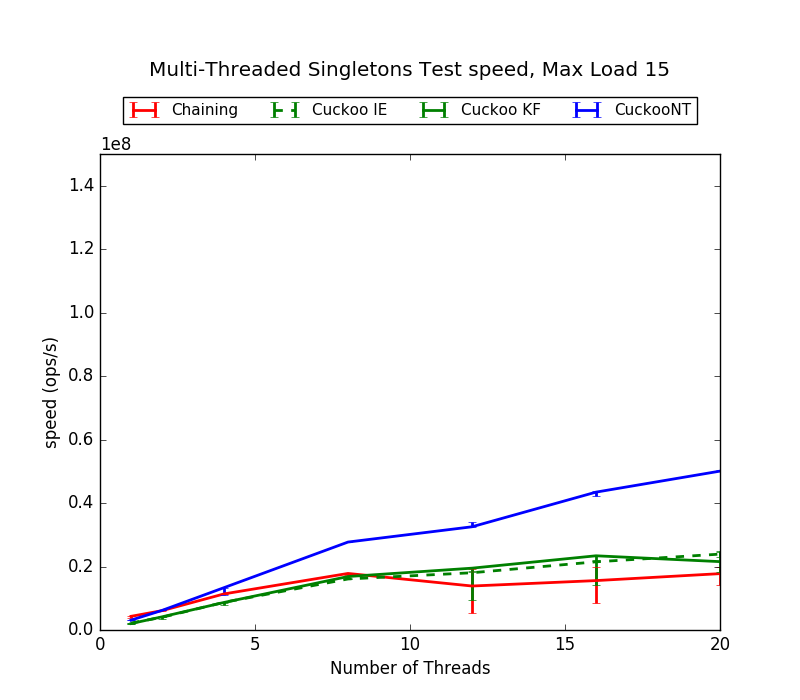 Multi-Threaded Singletons Test speed, Max Load 15
Chaining Cuckoo IE Cuckoo KF CuckooNT
1e8
1.4
1.2
1.0
0.8
0.6
0.4
0.2
0.0
speed (ops/s)
0 5 10 15 20
Number of Threads